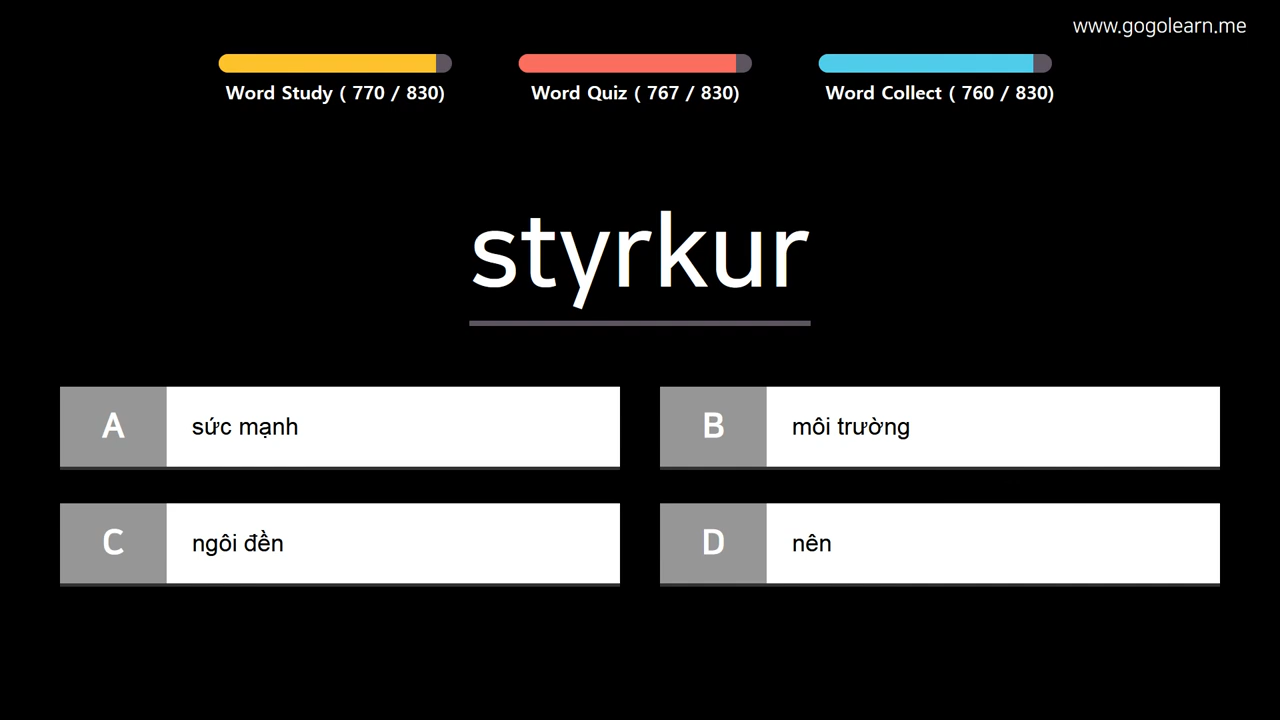 www.gogolearn.me
Word Study ( 770 / 830)
Word Quiz ( 767 / 830)
Word Collect ( 760 / 830)
styrkur
A sức mạnh
B môi trường
C ngôi đền
D nên